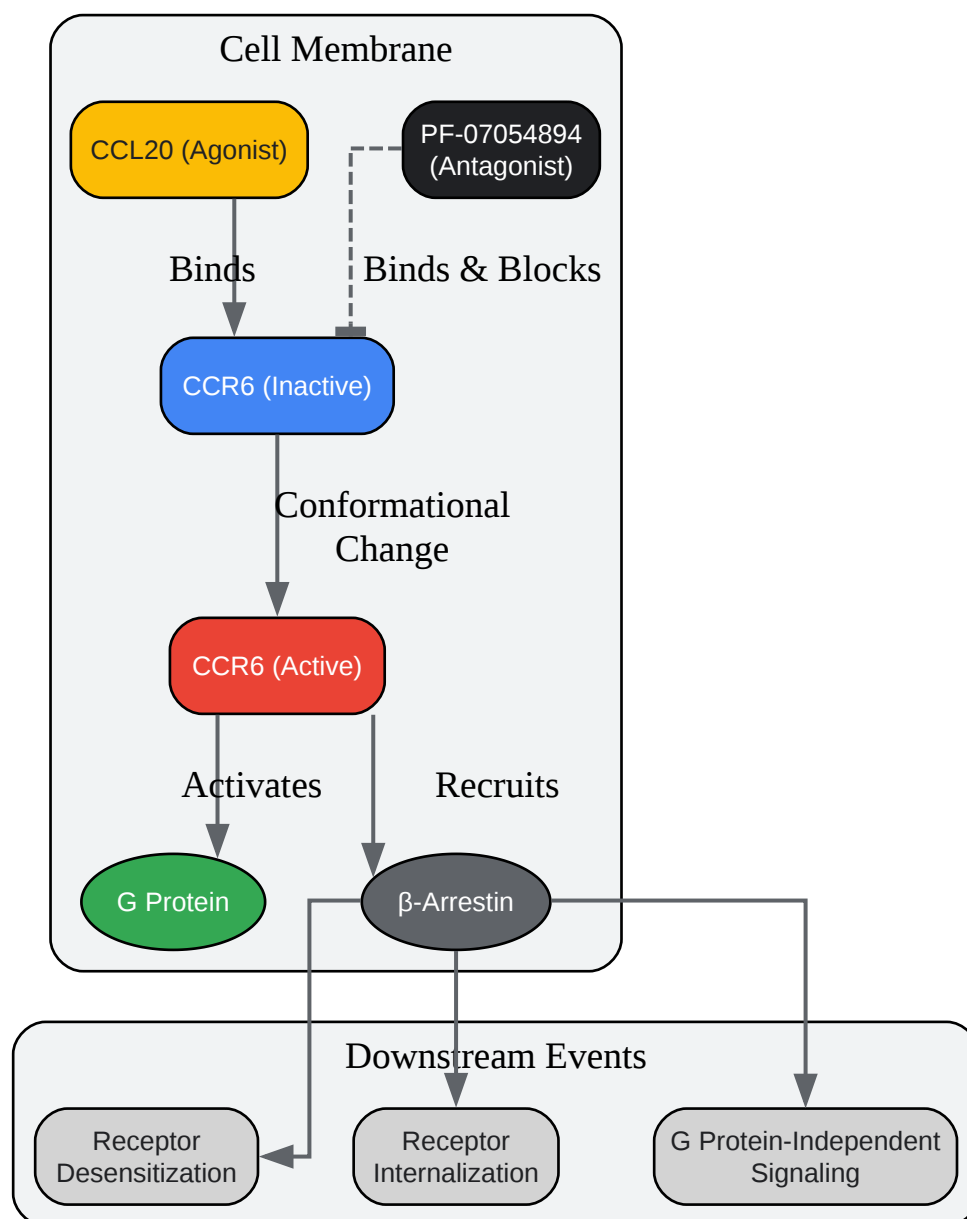 Cell Membrane
CCL20 (Agonist)
PF-07054894
(Antagonist)
Binds
Binds & Blocks
CCR6 (Inactive)
Conformational
Change
CCR6 (Active)
Activates
Recruits
G Protein
β-Arrestin
Downstream Events
Receptor
Desensitization
Receptor
Internalization
G Protein-Independent
Signaling